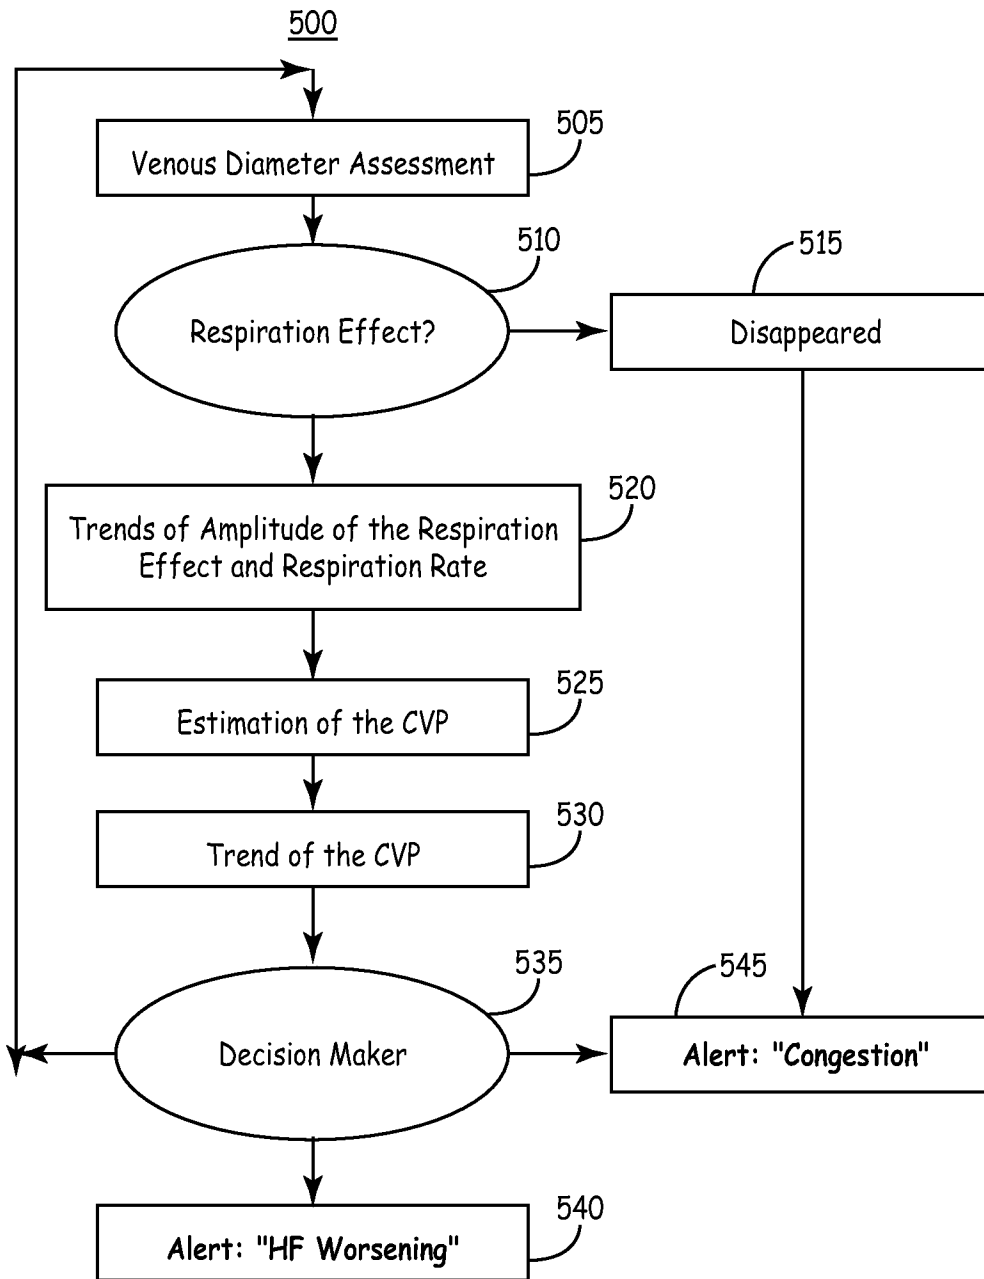 500
505
Venous Diameter Assessment
510
515
Respiration Effect?
Disappeared
520
Trends of Amplitude of the Respiration
Effect and Respiration Rate
525
Estimation of the CVP
530
Trend of the CVP
535
545
Decision Maker
Alert: "Congestion"
540
Alert: "HF Worsening"